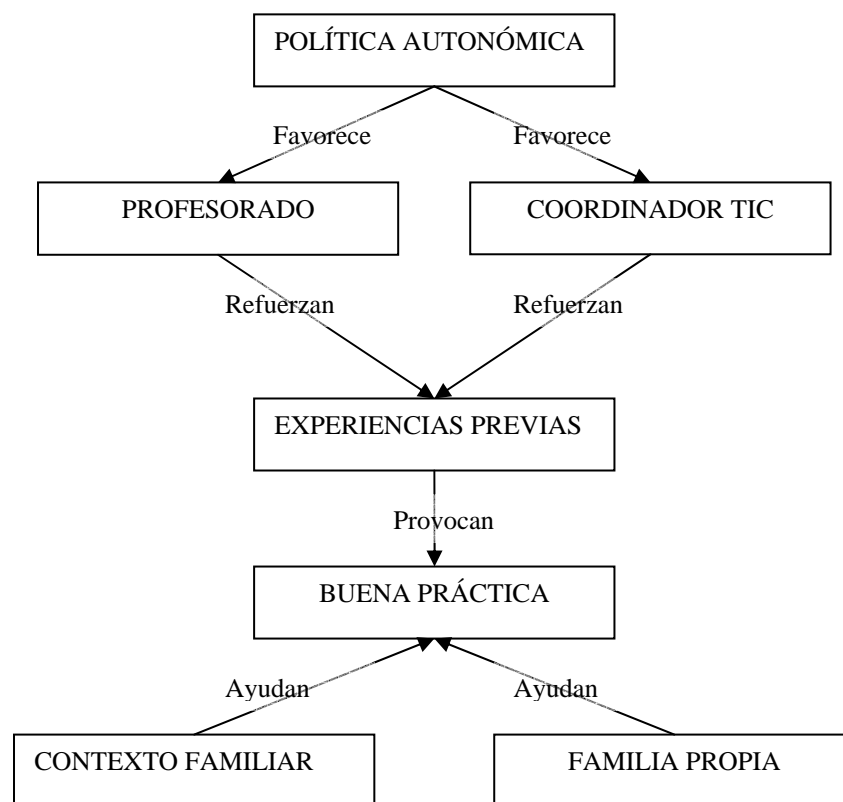 POLÍTICA AUTONÓMICA
Favorece
Favorece
PROFESORADO
COORDINADOR TIC
Refuerzan
Refuerzan
EXPERIENCIAS PREVIAS
Provocan
BUENA PRÁCTICA
Ayudan
Ayudan
CONTEXTO FAMILIAR
FAMILIA PROPIA